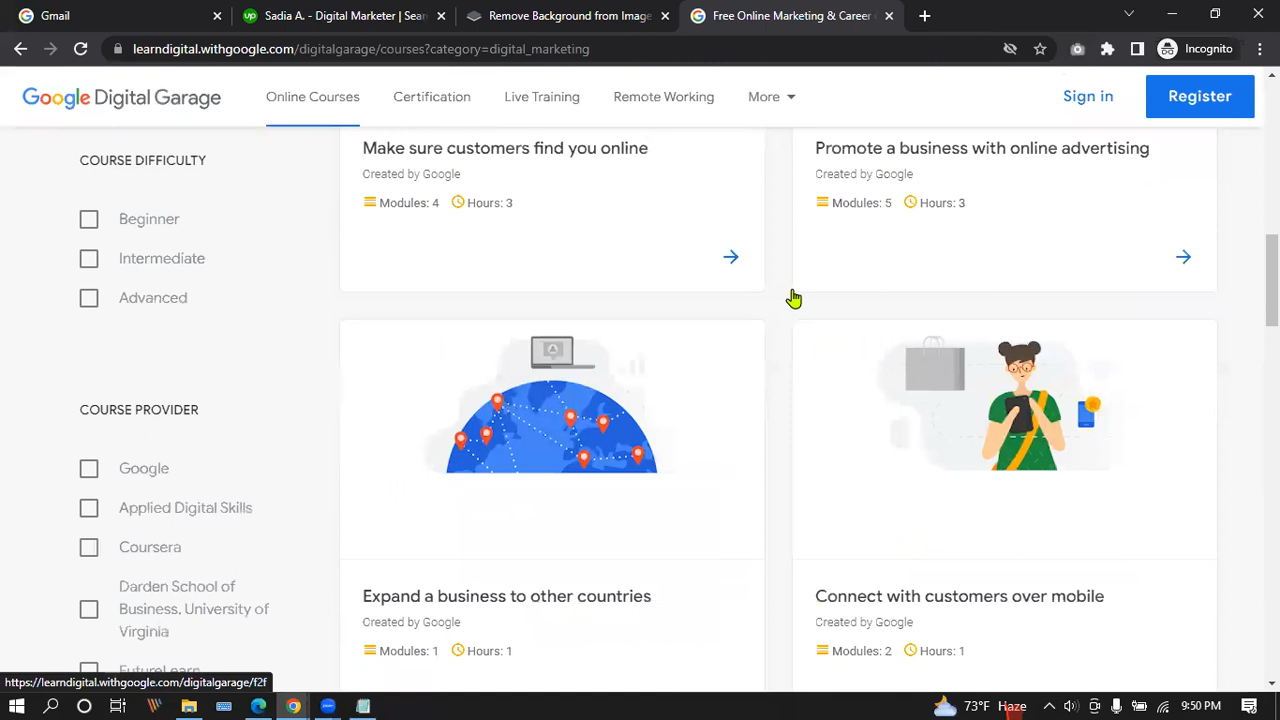 Gmail
Sadia A. - Digital Marketer | Sean
Remove Background from Image
Free Online Marketing & Career
learndigital.withgoogle.com/digitalgarage/courses?category=digital_marketing
Incognito
Google Digital Garage
Online Courses
Certification
Live Training
Remote Working
More
Sign in
Register
COURSE DIFFICULTY
Beginner
Intermediate
Advanced
COURSE PROVIDER
Google
Applied Digital Skills
Coursera
Darden School of
Business, University of
Virginia
FutureLearn
Make sure customers find you online
Created by Google
Modules: 4 Hours: 3
Promote a business with online advertising
Created by Google
Modules: 5 Hours: 3
Expand a business to other countries
Created by Google
Modules: 1 Hours: 1
Connect with customers over mobile
Created by Google
Modules: 2 Hours: 1
https://learndigital.withgoogle.com/digitalgarage/f2f
73°F Haze
9:50 PM